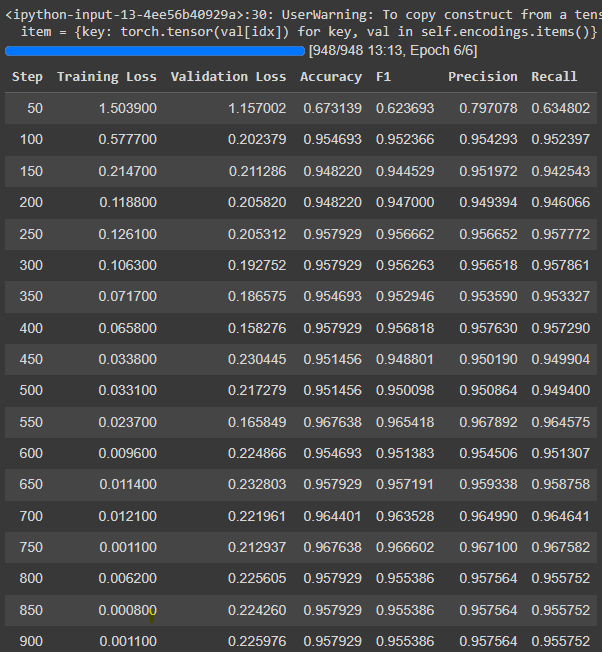 <ipython-input-13-4ee56b40929a>:30: UserWarning: To copy construct from a tens
item = {key: torch.tensor(val[idx]) for key, val in self.encodings.items()}
[948/948 13:13, Epoch 6/6]
Step Training Loss Validation Loss Accuracy F1 Precision Recall
50 1.503900 1.157002 0.673139 0.623693 0.797078 0.634802
100 0.577700 0.202379 0.954693 0.952366 0.954293 0.952397
150 0.214700 0.211286 0.948220 0.944529 0.951972 0.942543
200 0.118800 0.205820 0.948220 0.947000 0.949394 0.946066
250 0.126100 0.205312 0.957929 0.956662 0.956652 0.957772
300 0.106300 0.192752 0.957929 0.956263 0.956518 0.957861
350 0.071700 0.186575 0.954693 0.952946 0.953590 0.953327
400 0.065800 0.158276 0.957929 0.956818 0.957630 0.957290
450 0.033800 0.230445 0.951456 0.948801 0.950190 0.949904
500 0.033100 0.217279 0.951456 0.950098 0.950864 0.949400
550 0.023700 0.165849 0.967638 0.965418 0.967892 0.964575
600 0.009600 0.224866 0.954693 0.951383 0.954506 0.951307
650 0.011400 0.232803 0.957929 0.957191 0.959338 0.958758
700 0.012100 0.221961 0.964401 0.963528 0.964990 0.964641
750 0.001100 0.212937 0.967638 0.966602 0.967100 0.967582
800 0.006200 0.225605 0.957929 0.955386 0.957564 0.955752
850 0.000800 0.224260 0.957929 0.955386 0.957564 0.955752
900 0.001100 0.225976 0.957929 0.955386 0.957564 0.955752